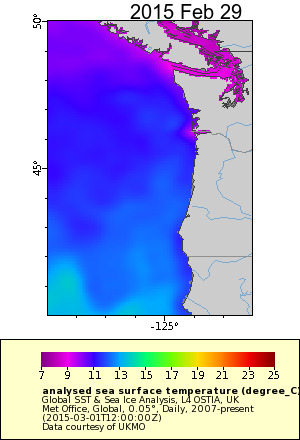 2015 Feb 29
50°
45°
-125°
7 9 11 13 15 17 19 21 23 25
analysed sea surface temperature (degree_C)
Global SST & Sea Ice Analysis, L4 OSTIA, UK
Met Office, Global, 0.05°, Daily, 2007-present
(2015-03-01T12:00:00Z)
Data courtesy of UKMO